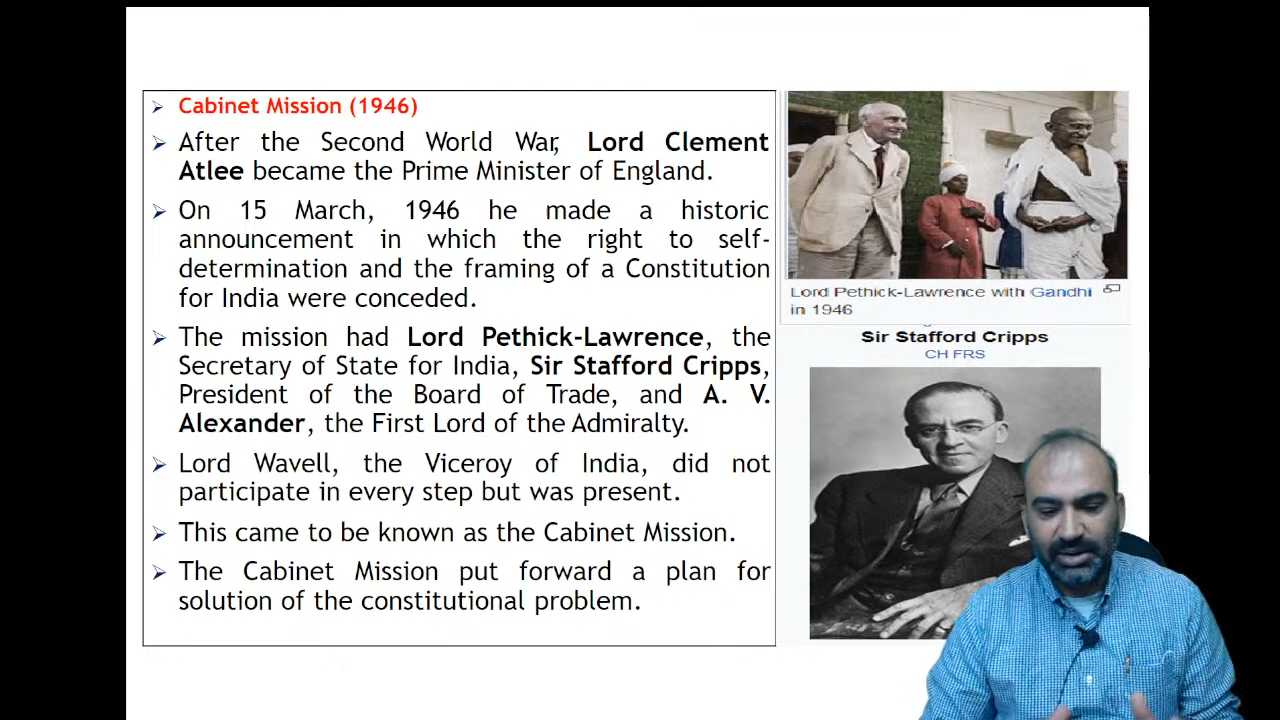 Cabinet Mission (1946)
After the Second World War, Lord Clement
Atlee became the Prime Minister of England.
On 15 March, 1946 he made a historic
announcement in which the right to self-
determination and the framing of a Constitution
for India were conceded.
The mission had Lord Pethick-Lawrence, the
Secretary of State for India, Sir Stafford Cripps,
President of the Board of Trade, and A. V.
Alexander, the First Lord of the Admiralty.
Lord Wavell, the Viceroy of India, did not
participate in every step but was present.
This came to be known as the Cabinet Mission.
The Cabinet Mission put forward a plan for
solution of the constitutional problem.
Lord Pethick-Lawrence with Gandhi
in 1946
Sir Stafford Cripps
CH FRS